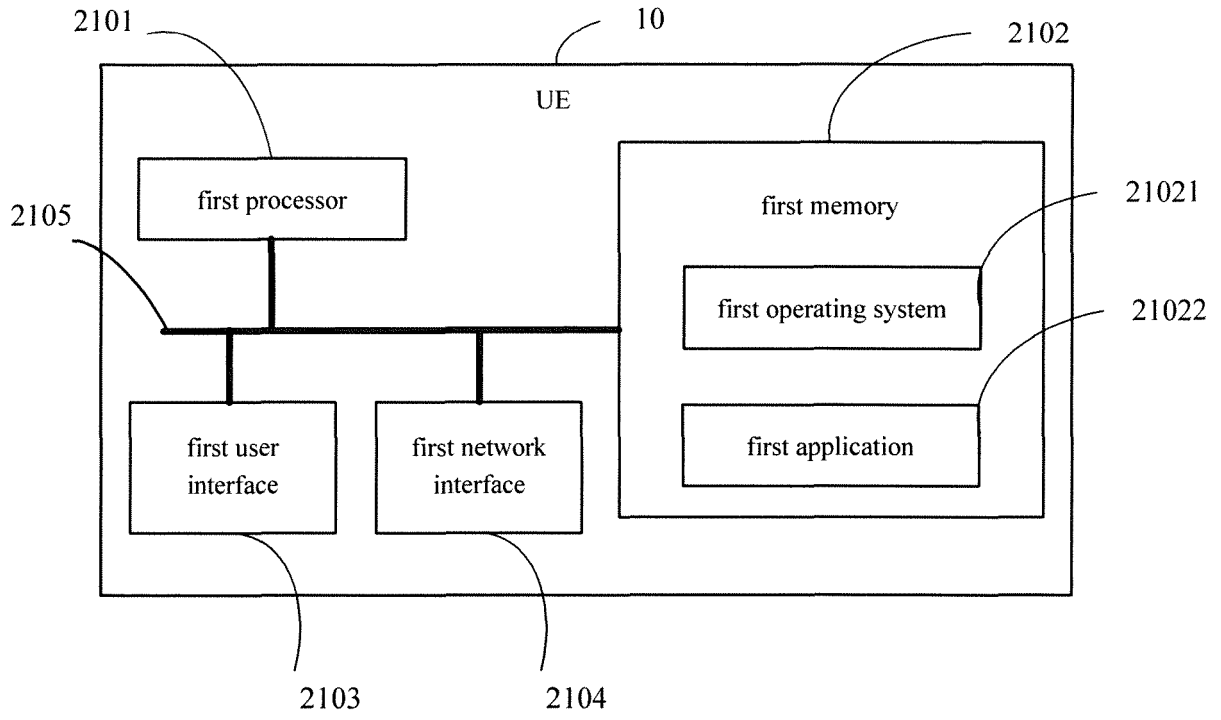 2101
10
2102
UE
first processor
2105
first memory
21021
first operating system
21022
first user
interface
first network
interface
first application
2103
2104